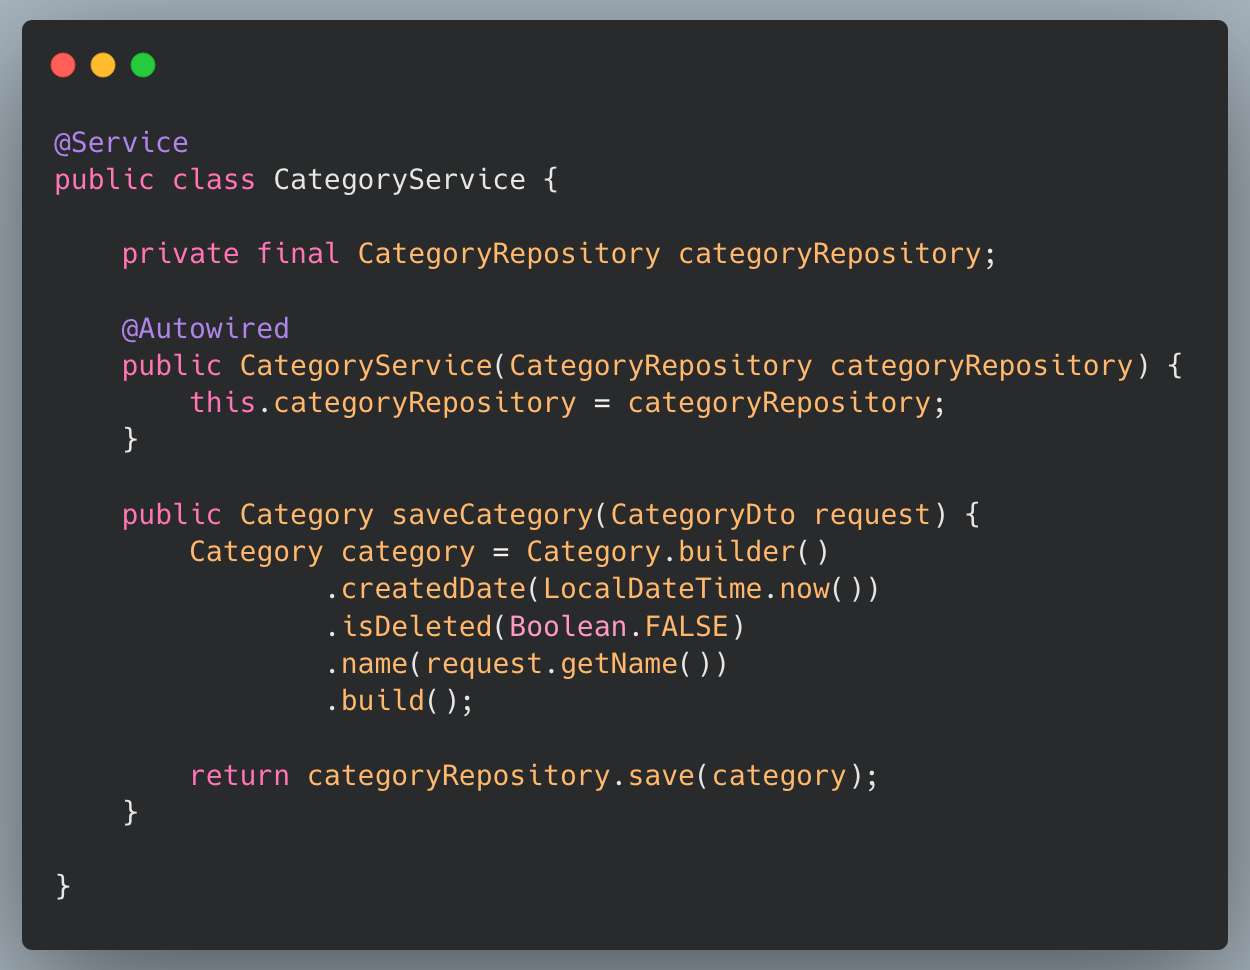 @Service
public class CategoryService {
    private final CategoryRepository categoryRepository;
    @Autowired
    public CategoryService(CategoryRepository categoryRepository) {
        this.categoryRepository = categoryRepository;
    }
    public Category saveCategory(CategoryDto request) {
        Category category = Category.builder()
                .createdDate(LocalDateTime.now())
                .isDeleted(Boolean.FALSE)
                .name(request.getName())
                .build();
        return categoryRepository.save(category);
    }
}